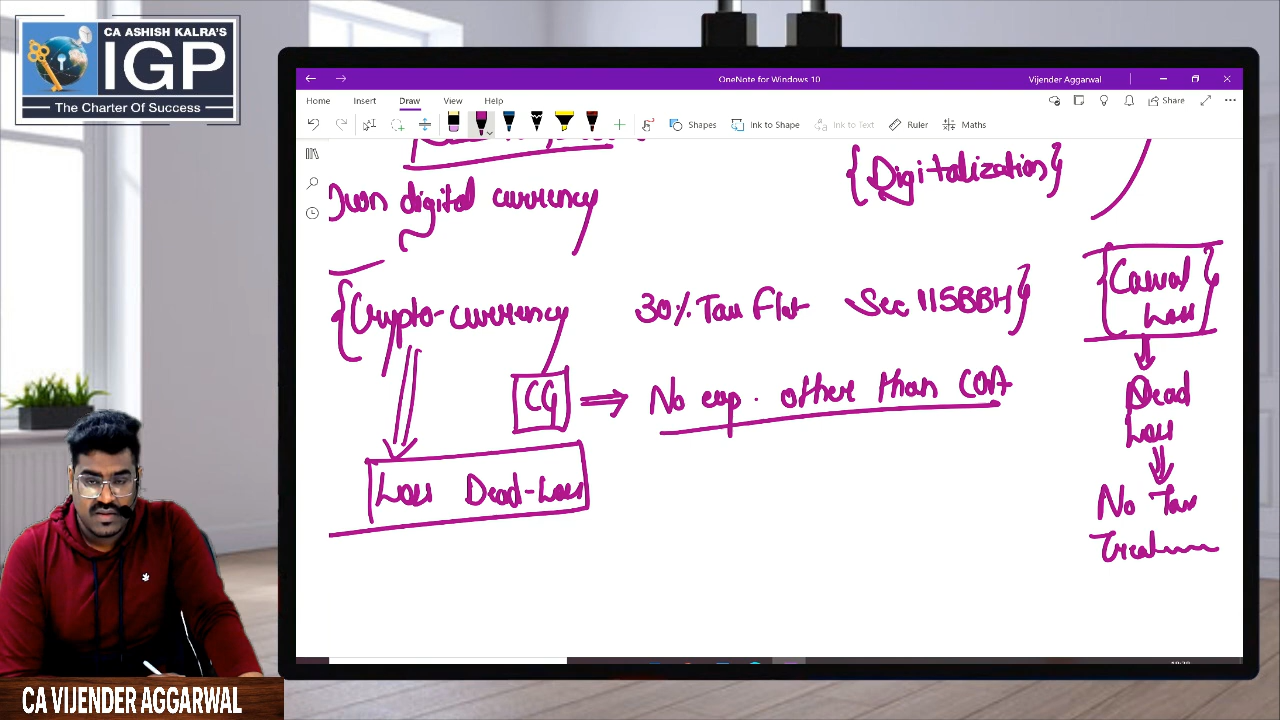 CA ASHISH KALRA'S
IGP
The Charter Of Success
OneNote for Windows 10
Vijender Aggarwal
Home Insert Draw View Help
Share
Shapes Ink to Shape Ink to Text Ruler Maths
{Digitalization}
digital currency
{Crypto-currency 30% Tax Flat Sec 115BBH}
{Casual Loss}
CG ⇒ No exp. other than COA
Dead Loss
Loss Dead-Loss
No Tax
Treatment
CA VIJENDER AGGARWAL